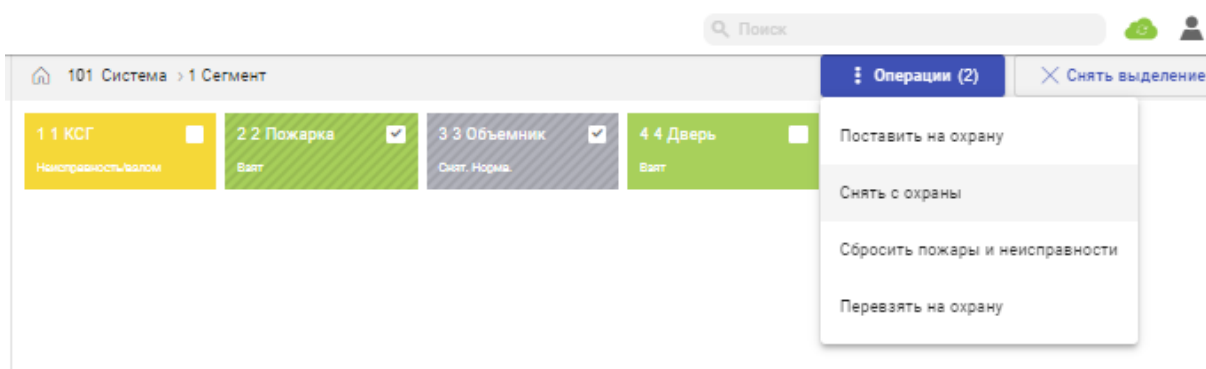 Поиск
101 Система > 1 Сегмент
Операции (2)
Снять выделение
1 1 КСГ
2 2 Пожарка
3 3 Объемник
4 4 Дверь
Неисправность/взлом
Взят
Снят. Норма.
Взят
Поставить на охрану
Снять с охраны
Сбросить пожары и неисправности
Перевзять на охрану